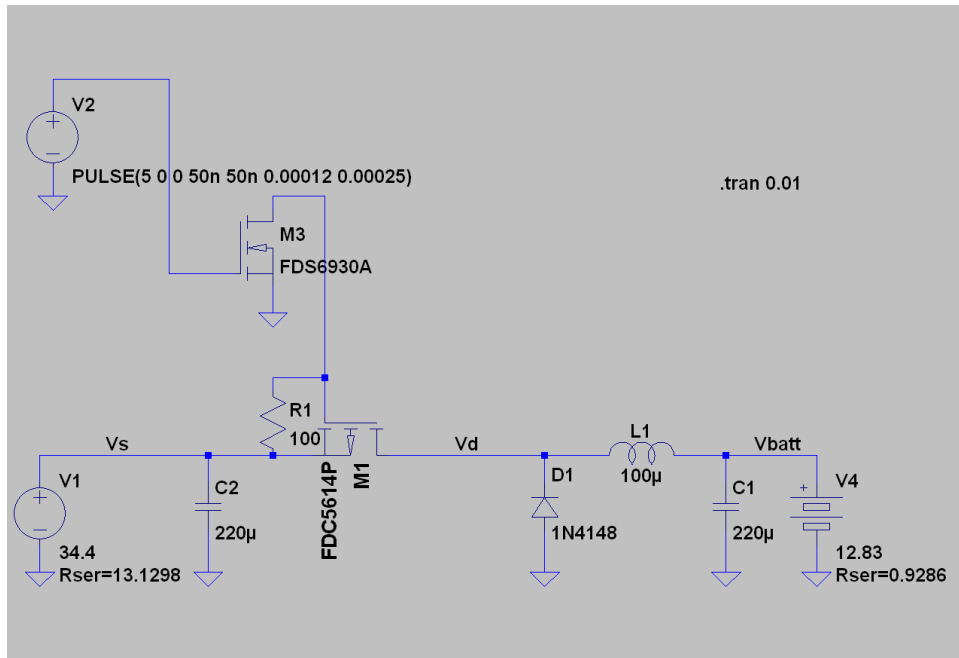 V2
+
−
PULSE(5 0 0 50n 50n 0.00012 0.00025)
.tran 0.01
M3
FDS6930A
R1
100
FDC5614P
M1
Vs
Vd
L1
100µ
Vbatt
V1
+
−
34.4
Rser=13.1298
C2
220µ
D1
1N4148
C1
220µ
+
V4
12.83
Rser=0.9286